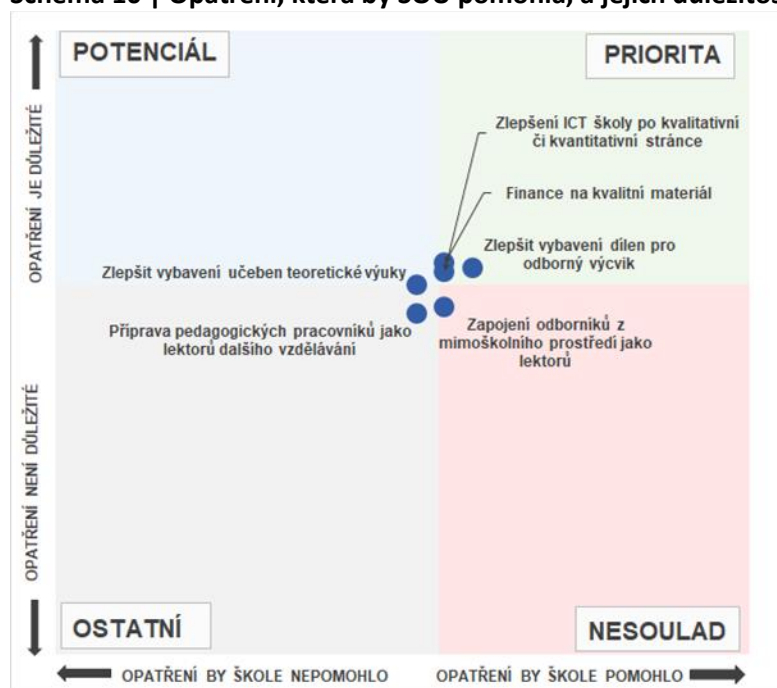 POTENCIÁL
PRIORITA
Zlepšení ICT školy po kvalitativní
či kvantitativní stránce
Finance na kvalitní materiál
Zlepšit vybavení dílen pro
odborný výcvik
Zlepšit vybavení učeben teoretické výuky
Příprava pedagogických pracovníků jako
lektorů dalšího vzdělávání
Zapojení odborníků z
mimoškolního prostředí jako
lektorů
OSTATNÍ
NESOULAD
OPATŘENÍ JE DŮLEŽITÉ
OPATŘENÍ NENÍ DŮLEŽITÉ
OPATŘENÍ BY ŠKOLE NEPOMOHLO
OPATŘENÍ BY ŠKOLE POMOHLO